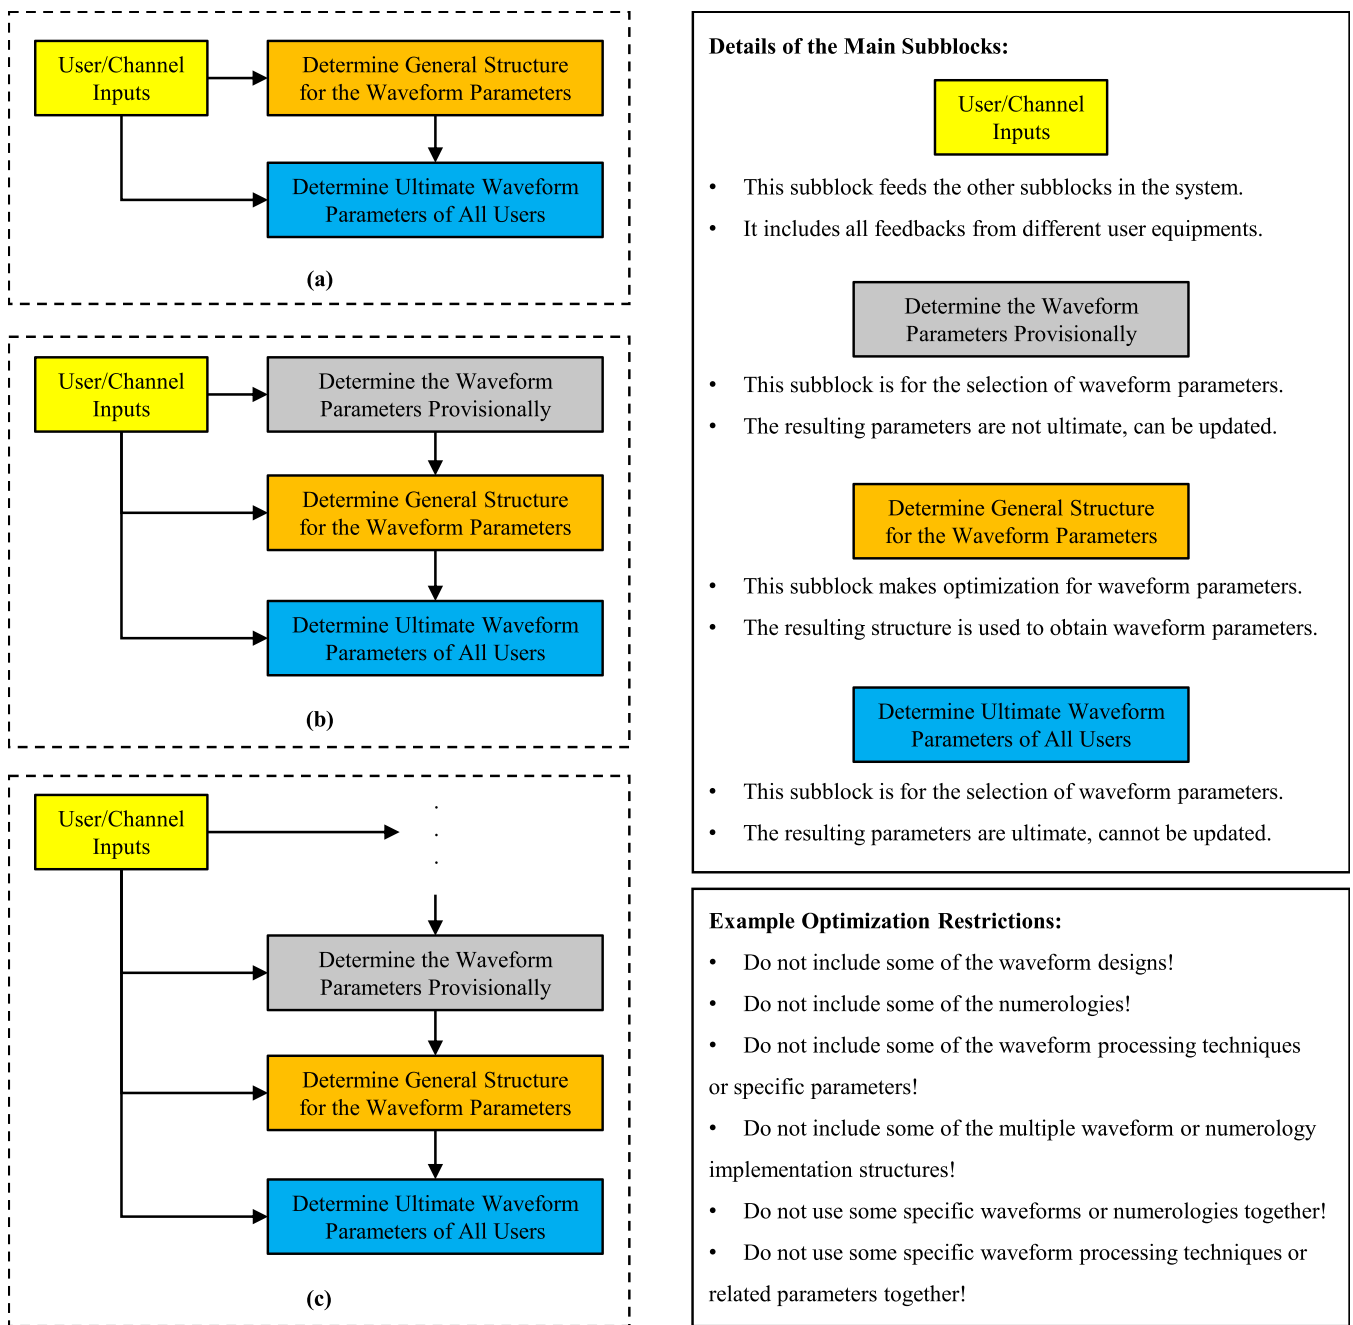 User/Channel
Inputs
Determine General Structure
for the Waveform Parameters
Determine Ultimate Waveform
Parameters of All Users
(a)
User/Channel
Inputs
Determine the Waveform
Parameters Provisionally
Determine General Structure
for the Waveform Parameters
Determine Ultimate Waveform
Parameters of All Users
(b)
User/Channel
Inputs
.
.
.
Determine the Waveform
Parameters Provisionally
Determine General Structure
for the Waveform Parameters
Determine Ultimate Waveform
Parameters of All Users
(c)
Details of the Main Subblocks:
User/Channel
Inputs
• This subblock feeds the other subblocks in the system.
• It includes all feedbacks from different user equipments.
Determine the Waveform
Parameters Provisionally
• This subblock is for the selection of waveform parameters.
• The resulting parameters are not ultimate, can be updated.
Determine General Structure
for the Waveform Parameters
• This subblock makes optimization for waveform parameters.
• The resulting structure is used to obtain waveform parameters.
Determine Ultimate Waveform
Parameters of All Users
• This subblock is for the selection of waveform parameters.
• The resulting parameters are ultimate, cannot be updated.
Example Optimization Restrictions:
• Do not include some of the waveform designs!
• Do not include some of the numerologies!
• Do not include some of the waveform processing techniques
or specific parameters!
• Do not include some of the multiple waveform or numerology
implementation structures!
• Do not use some specific waveforms or numerologies together!
• Do not use some specific waveform processing techniques or
related parameters together!